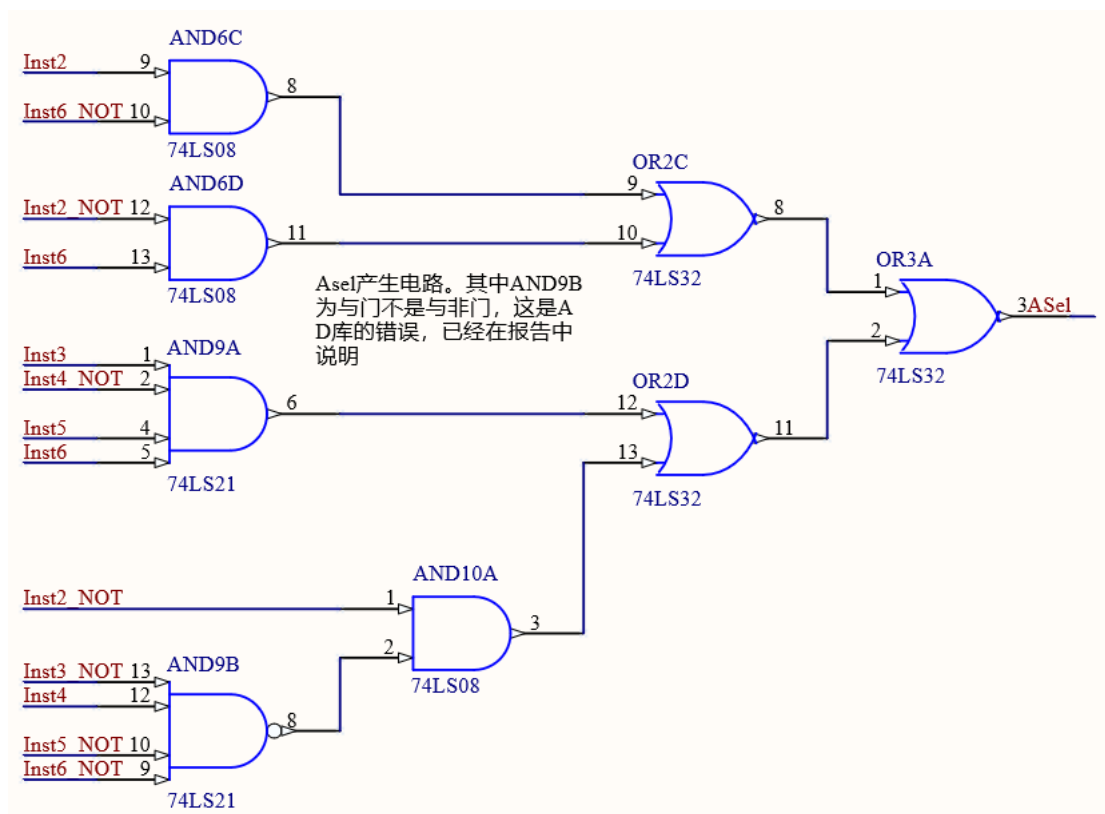 AND6C
Inst2 9
8
Inst6_NOT 10
74LS08
AND6D
Inst2_NOT 12
11
Inst6 13
74LS08
OR2C
9
8
10
74LS32
OR3A
1
3 ASel
2
74LS32
Asel产生电路。其中AND9B
为与门不是与非门，这是A
D库的错误，已经在报告中
说明
AND9A
Inst3 1
Inst4_NOT 2
6
Inst5 4
Inst6 5
74LS21
OR2D
12
11
13
74LS32
AND10A
Inst2_NOT 1
3
2
74LS08
AND9B
Inst3_NOT 13
Inst4 12
8
Inst5_NOT 10
Inst6_NOT 9
74LS21